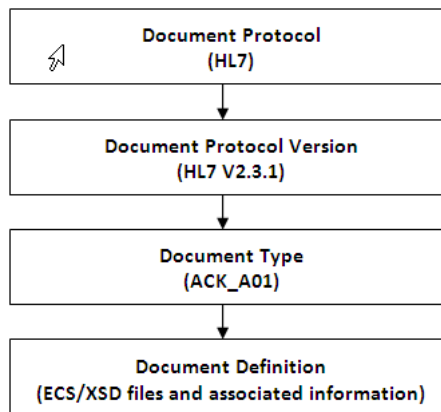 Document Protocol
(HL7)
Document Protocol Version
(HL7 V2.3.1)
Document Type
(ACK_A01)
Document Definition
(ECS/XSD files and associated information)